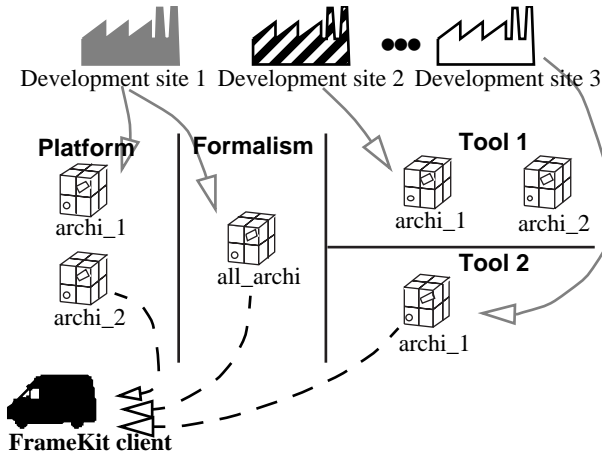 Development site 1
Development site 2
Development site 3
Platform
Formalism
Tool 1
archi_1
all_archi
archi_1
archi_2
archi_2
Tool 2
archi_1
FrameKit client